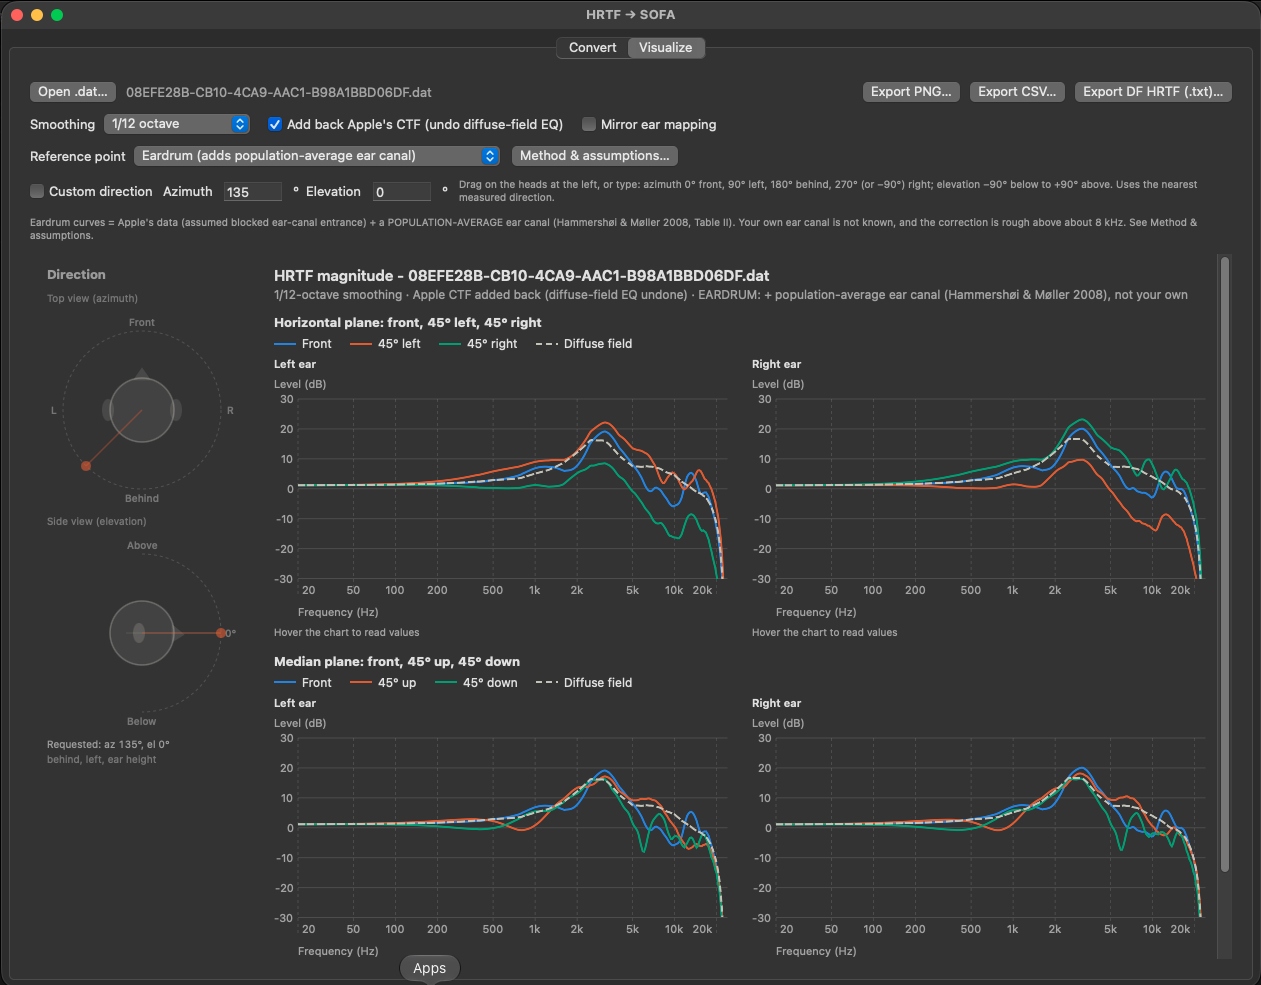 HRTF → SOFA
Convert
Visualize
Open .dat...
08EFE28B-CB10-4CA9-AAC1-B98A1BBD06DF.dat
Export PNG...
Export CSV...
Export DF HRTF (.txt)...
Smoothing
1/12 octave
Add back Apple's CTF (undo diffuse-field EQ)
Mirror ear mapping
Reference point
Eardrum (adds population-average ear canal)
Method & assumptions...
Custom direction
Azimuth
135
°
Elevation
0
°
Drag on the heads at the left, or type: azimuth 0° front, 90° left, 180° behind, 270° (or −90°) right; elevation −90° below to +90° above. Uses the nearest
measured direction.
Eardrum curves = Apple's data (assumed blocked ear-canal entrance) + a POPULATION-AVERAGE ear canal (Hammershøi & Møller 2008, Table II). Your own ear canal is not known, and the correction is rough above about 8 kHz. See Method &
assumptions.
Direction
Top view (azimuth)
Front
L
R
Behind
Side view (elevation)
Above
0°
Below
Requested: az 135°, el 0°
behind, left, ear height
HRTF magnitude - 08EFE28B-CB10-4CA9-AAC1-B98A1BBD06DF.dat
1/12-octave smoothing · Apple CTF added back (diffuse-field EQ undone) · EARDRUM: + population-average ear canal (Hammershøi & Møller 2008), not your own
Horizontal plane: front, 45° left, 45° right
Front
45° left
45° right
Diffuse field
Left ear
Level (dB)
30
20
10
0
-10
-20
-30
20 50 100 200 500 1k 2k 5k 10k 20k
Frequency (Hz)
Hover the chart to read values
Right ear
Level (dB)
30
20
10
0
-10
-20
-30
20 50 100 200 500 1k 2k 5k 10k 20k
Frequency (Hz)
Hover the chart to read values
Median plane: front, 45° up, 45° down
Front
45° up
45° down
Diffuse field
Left ear
Level (dB)
30
20
10
0
-10
-20
-30
20 50 100 200 500 1k 2k 5k 10k 20k
Frequency (Hz)
Right ear
Level (dB)
30
20
10
0
-10
-20
-30
20 50 100 200 500 1k 2k 5k 10k 20k
Frequency (Hz)
Apps